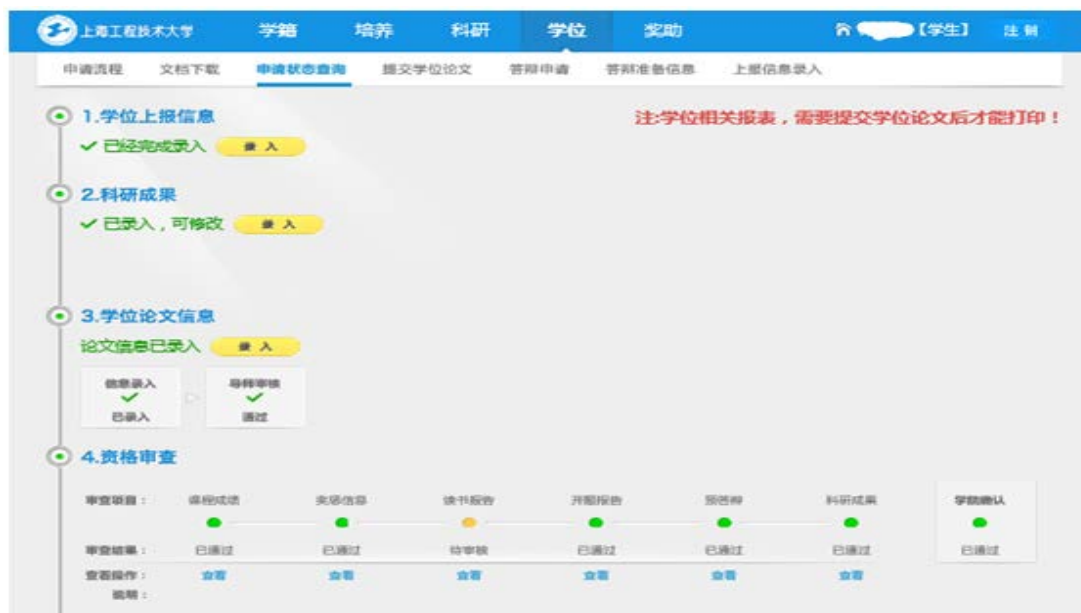 上海工程技术大学 学籍 培养 科研 学位 奖助 【学生】 注销
申请流程 文档下载 申请状态查询 提交学位论文 答辩申请 答辩准备信息 上报信息录入
1.学位上报信息 注:学位相关报表，需要提交学位论文后才能打印！
已经完成录入 录 入
2.科研成果
已录入，可修改 录 入
3.学位论文信息
论文信息已录入 录 入
信息录入 导师审核
已录入 通过
4.资格审查
审查项目： 课程成绩 奖惩信息 读书报告 开题报告 预答辩 科研成果 学院确认
审查结果： 已通过 已通过 待审核 已通过 已通过 已通过 已通过
查看操作： 查看 查看 查看 查看 查看 查看
说明：